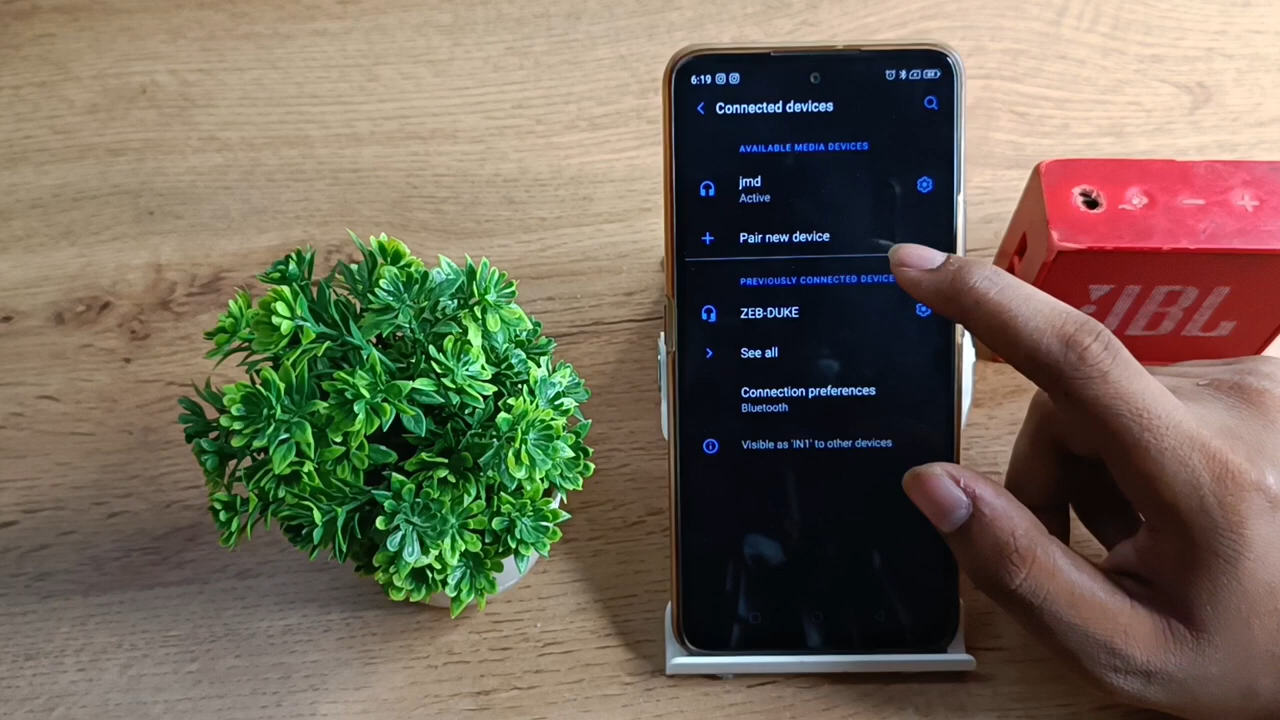 6:19
Connected devices
AVAILABLE MEDIA DEVICES
jmd
Active
Pair new device
PREVIOUSLY CONNECTED DEVICE
ZEB-DUKE
See all
Connection preferences
Bluetooth
Visible as 'IN1' to other devices
JBL